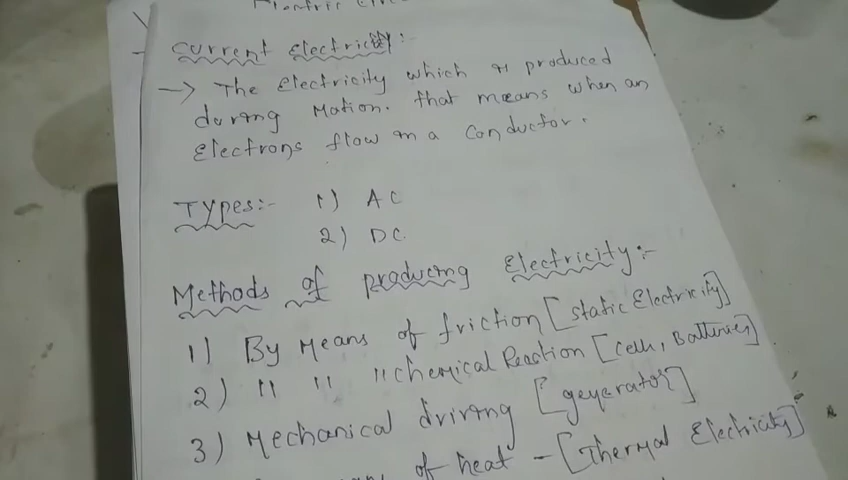 Current Electricity:-
→ The Electricity which is produced
during Motion. that means when an
Electrons flow in a Conductor.
Types:- 1) AC
2) DC
Methods of producing Electricity:-
1) By Means of friction [static Electricity]
2) " " " chemical Reaction [cells, Batteries]
3) Mechanical driving [generator]
of heat - [Thermal Electricity]